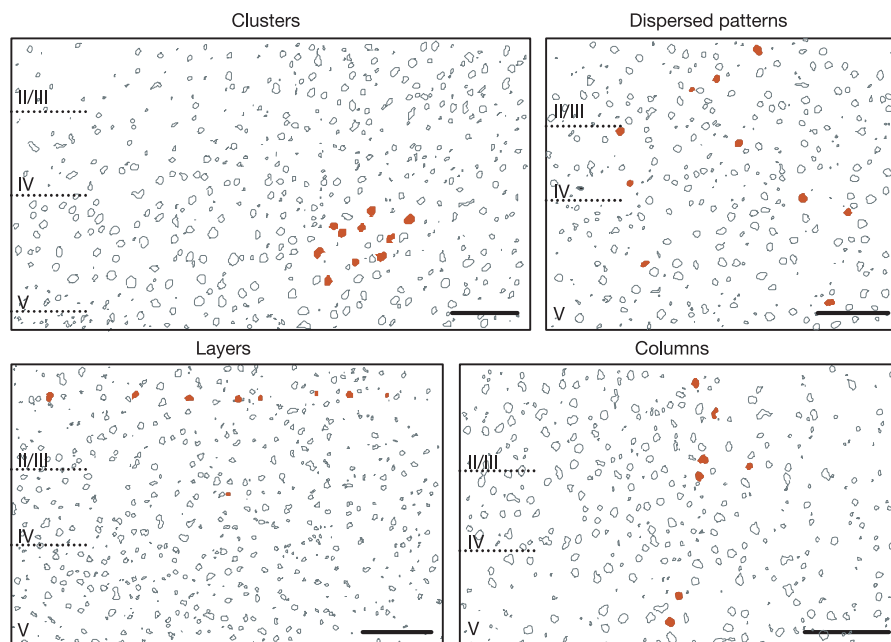 Clusters
II/III
IV
V
Dispersed patterns
II/III
IV
V
Layers
II/III
IV
V
Columns
II/III
IV
V